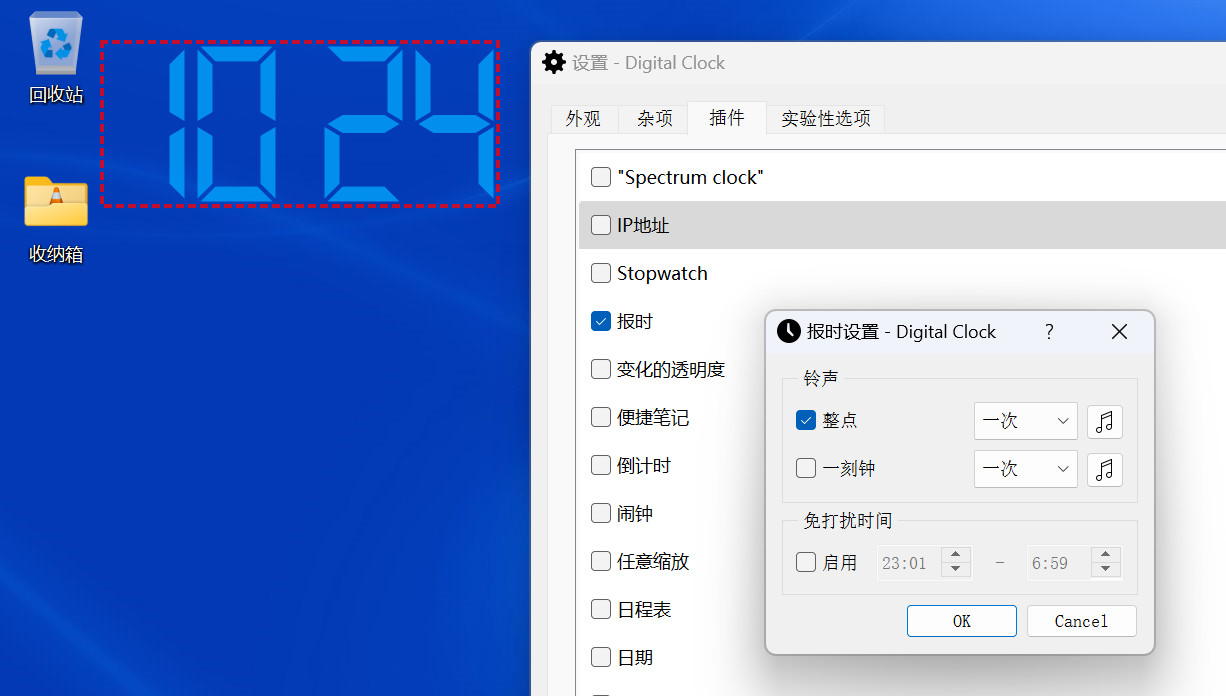 回收站
10 24
收纳箱
设置 - Digital Clock
外观 杂项 插件 实验性选项
"Spectrum clock"
IP地址
Stopwatch
报时
变化的透明度
便捷笔记
倒计时
闹钟
任意缩放
日程表
日期
报时设置 - Digital Clock ?
铃声
整点 一次
一刻钟 一次
免打扰时间
启用 23:01 – 6:59
OK Cancel